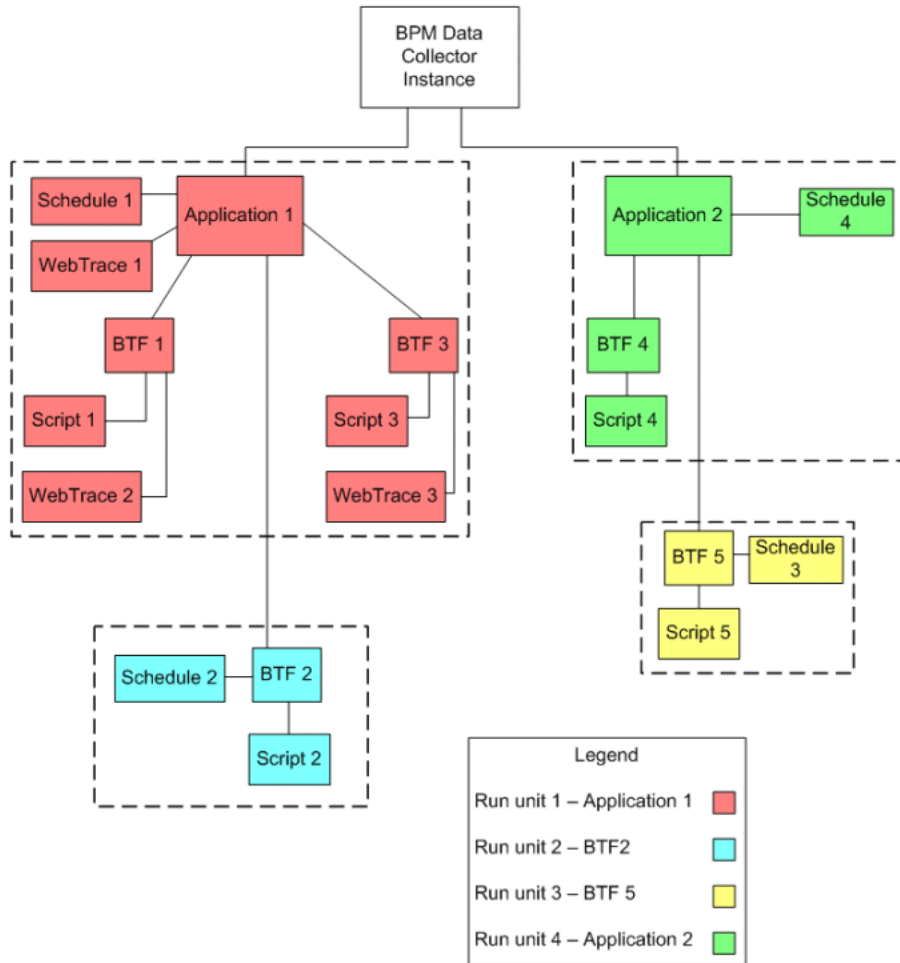 BPM Data
Collector
Instance
Schedule 1
Application 1
WebTrace 1
BTF 1
BTF 3
Script 1
Script 3
WebTrace 2
WebTrace 3
Application 2
Schedule
4
BTF 4
Script 4
BTF 5
Schedule
3
Script 5
Schedule 2
BTF 2
Script 2
Legend
Run unit 1 – Application 1
Run unit 2 – BTF2
Run unit 3 – BTF 5
Run unit 4 – Application 2